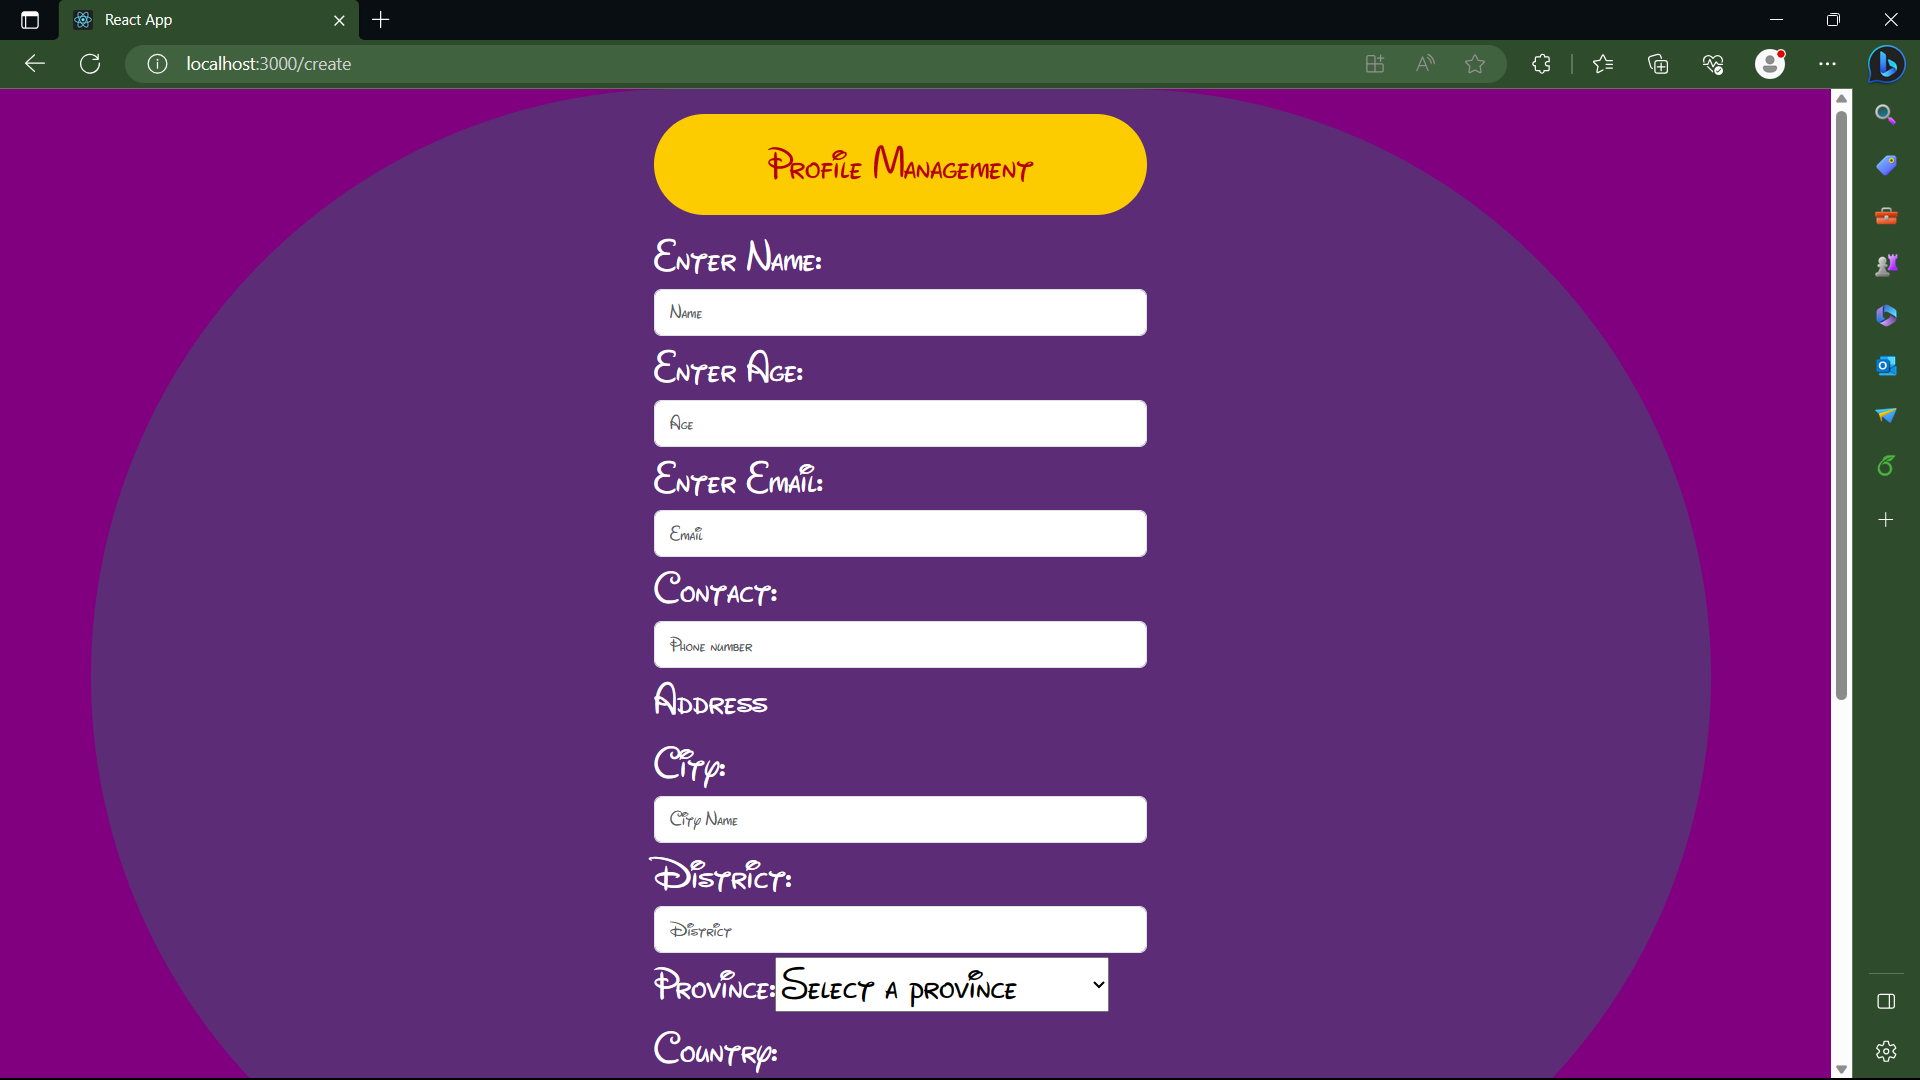 React App
localhost:3000/create
Profile Management
Enter Name:
Name
Enter Age:
Age
Enter Email:
Email
Contact:
Phone number
Address
City:
City Name
District:
District
Province: Select a province
Country: